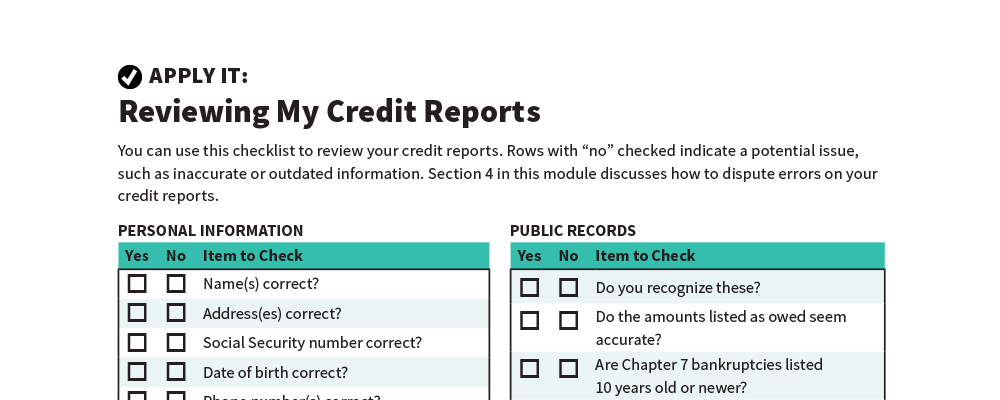 APPLY IT:
Reviewing My Credit Reports
You can use this checklist to review your credit reports. Rows with “no” checked indicate a potential issue,
such as inaccurate or outdated information. Section 4 in this module discusses how to dispute errors on your
credit reports.
PERSONAL INFORMATION
Yes No Item to Check
Name(s) correct?
Address(es) correct?
Social Security number correct?
Date of birth correct?
Phone number(s) correct?
PUBLIC RECORDS
Yes No Item to Check
Do you recognize these?
Do the amounts listed as owed seem
accurate?
Are Chapter 7 bankruptcies listed
10 years old or newer?